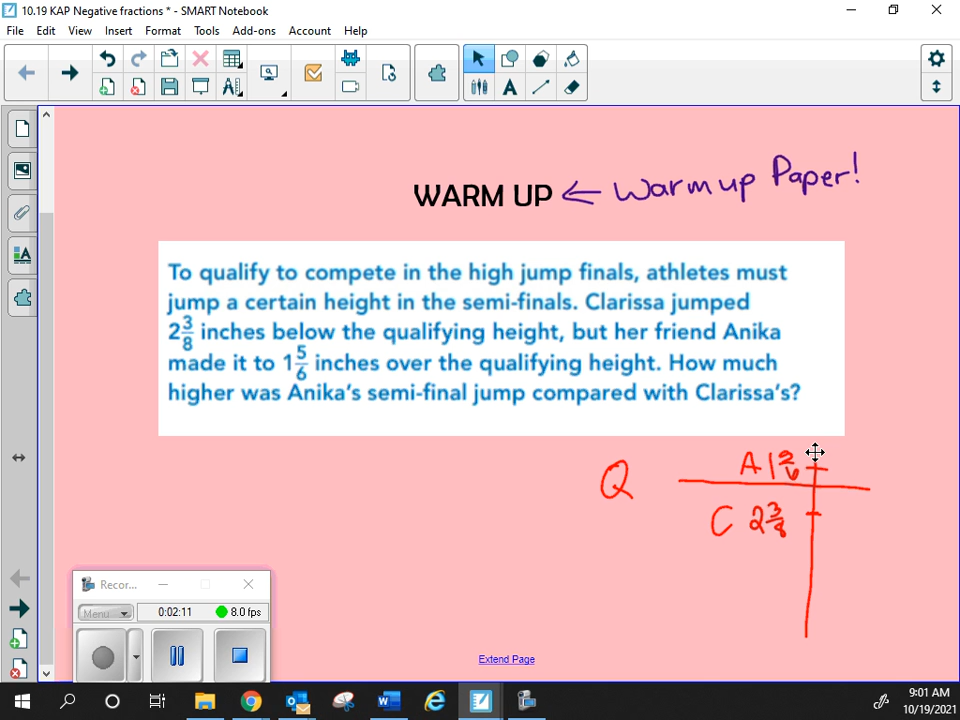 10.19 KAP Negative fractions * - SMART Notebook
File Edit View Insert Format Tools Add-ons Account Help
WARM UP ← Warm up Paper!
To qualify to compete in the high jump finals, athletes must
jump a certain height in the semi-finals. Clarissa jumped
2 3/8 inches below the qualifying height, but her friend Anika
made it to 1 5/6 inches over the qualifying height. How much
higher was Anika's semi-final jump compared with Clarissa's?
Q
A 1 5/6
C 2 3/8
Recor...
Menu 0:02:11 8.0 fps
Extend Page
9:01 AM
10/19/2021